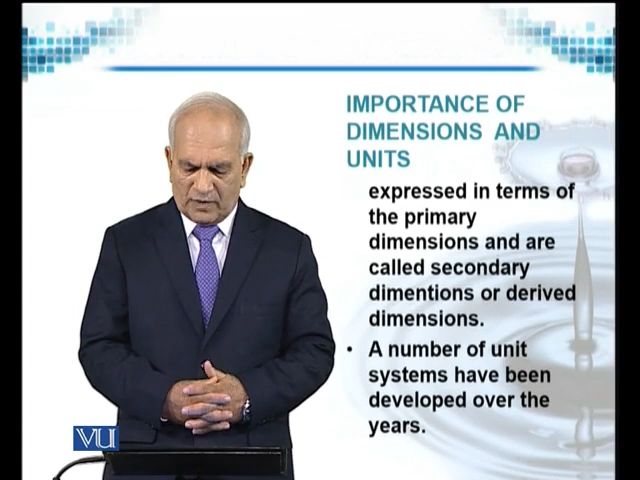 IMPORTANCE OF
DIMENSIONS AND
UNITS
expressed in terms of
the primary
dimensions and are
called secondary
dimentions or derived
dimensions.
• A number of unit
systems have been
developed over the
years.
VU